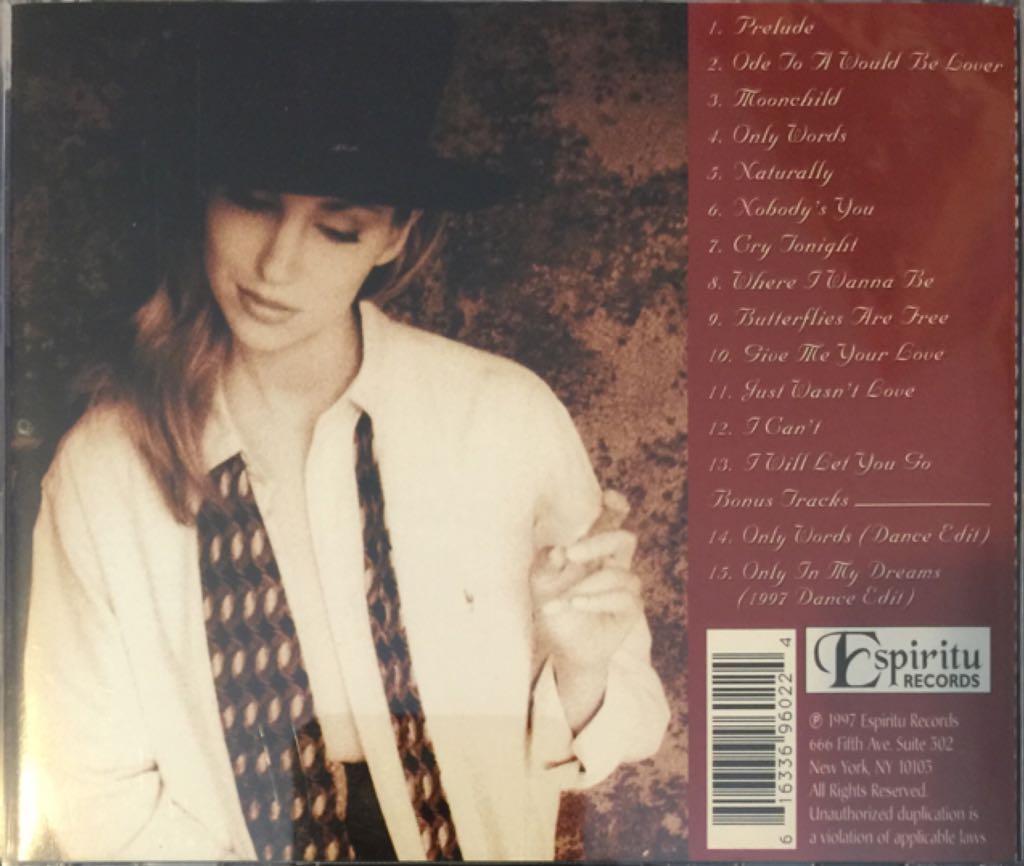 1. Prelude
2. Ode To A Would Be Lover
3. Moonchild
4. Only Words
5. Naturally
6. Nobody's You
7. Cry Tonight
8. Where I Wanna Be
9. Butterflies Are Free
10. Give Me Your Love
11. Just Wasn't Love
12. I Can't
13. I Will Let You Go
Bonus Tracks
14. Only Words (Dance Edit)
15. Only In My Dreams
(1997 Dance Edit)
6 16336 96022 4
Espiritu
RECORDS
℗ 1997 Espiritu Records
666 Fifth Ave. Suite 302
New York, NY 10103
All Rights Reserved.
Unauthorized duplication is
a violation of applicable laws